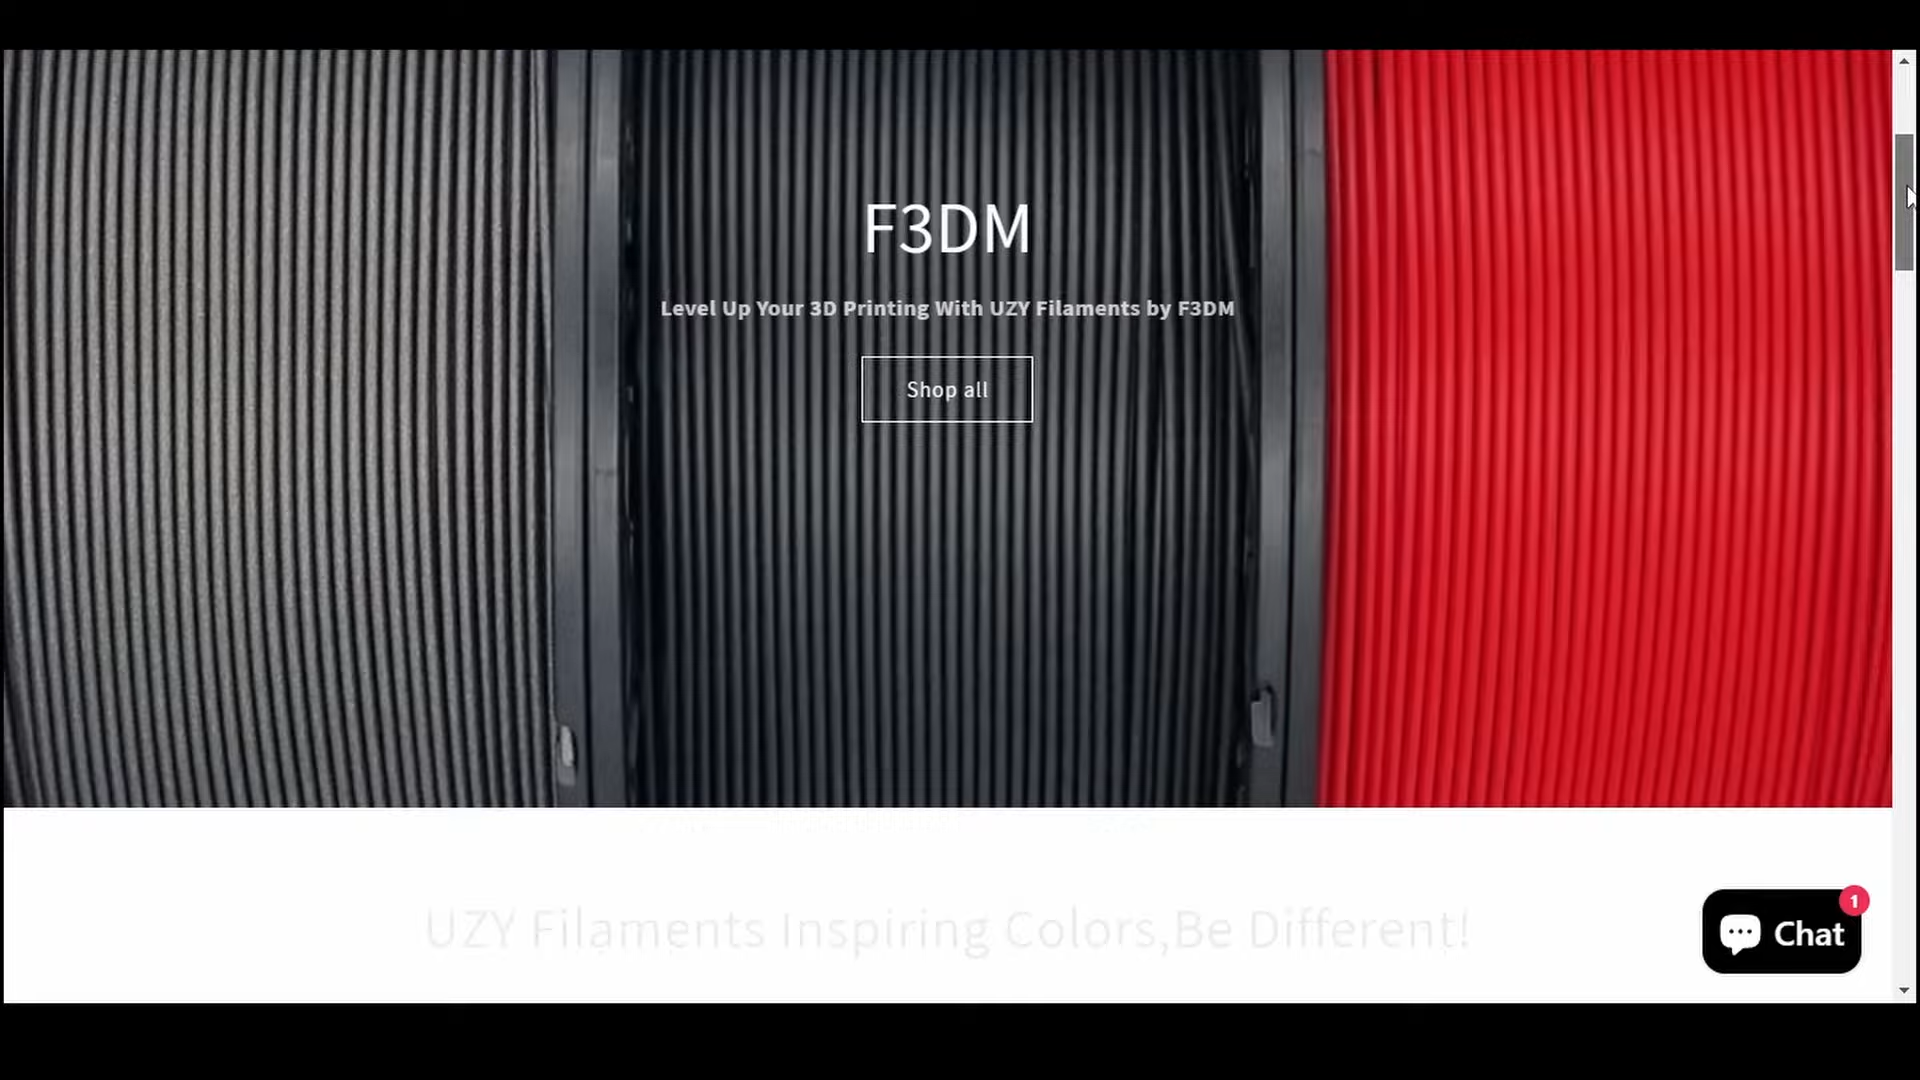 F3DM
Level Up Your 3D Printing With UZY Filaments by F3DM
Shop all
UZY Filaments Inspiring Colors,Be Different!
1
Chat